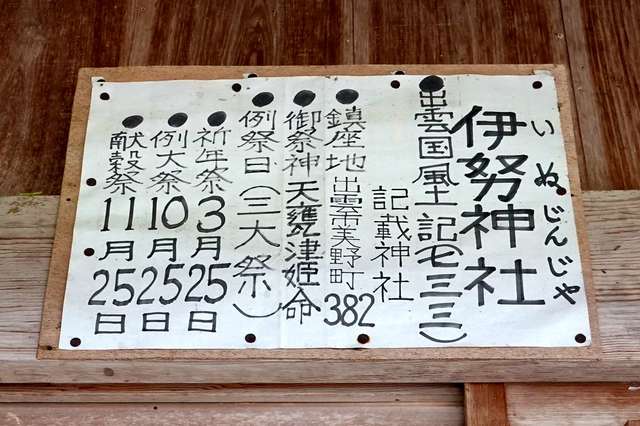 いぬじんじゃ
伊努神社
●出雲国風土記(七三三)
記載神社
●鎮座地 出雲市美野町382
●御祭神 天甕津姫命
●例祭日(三大祭)
●祈年祭 3月25日
●例大祭 10月25日
●献穀祭 11月25日